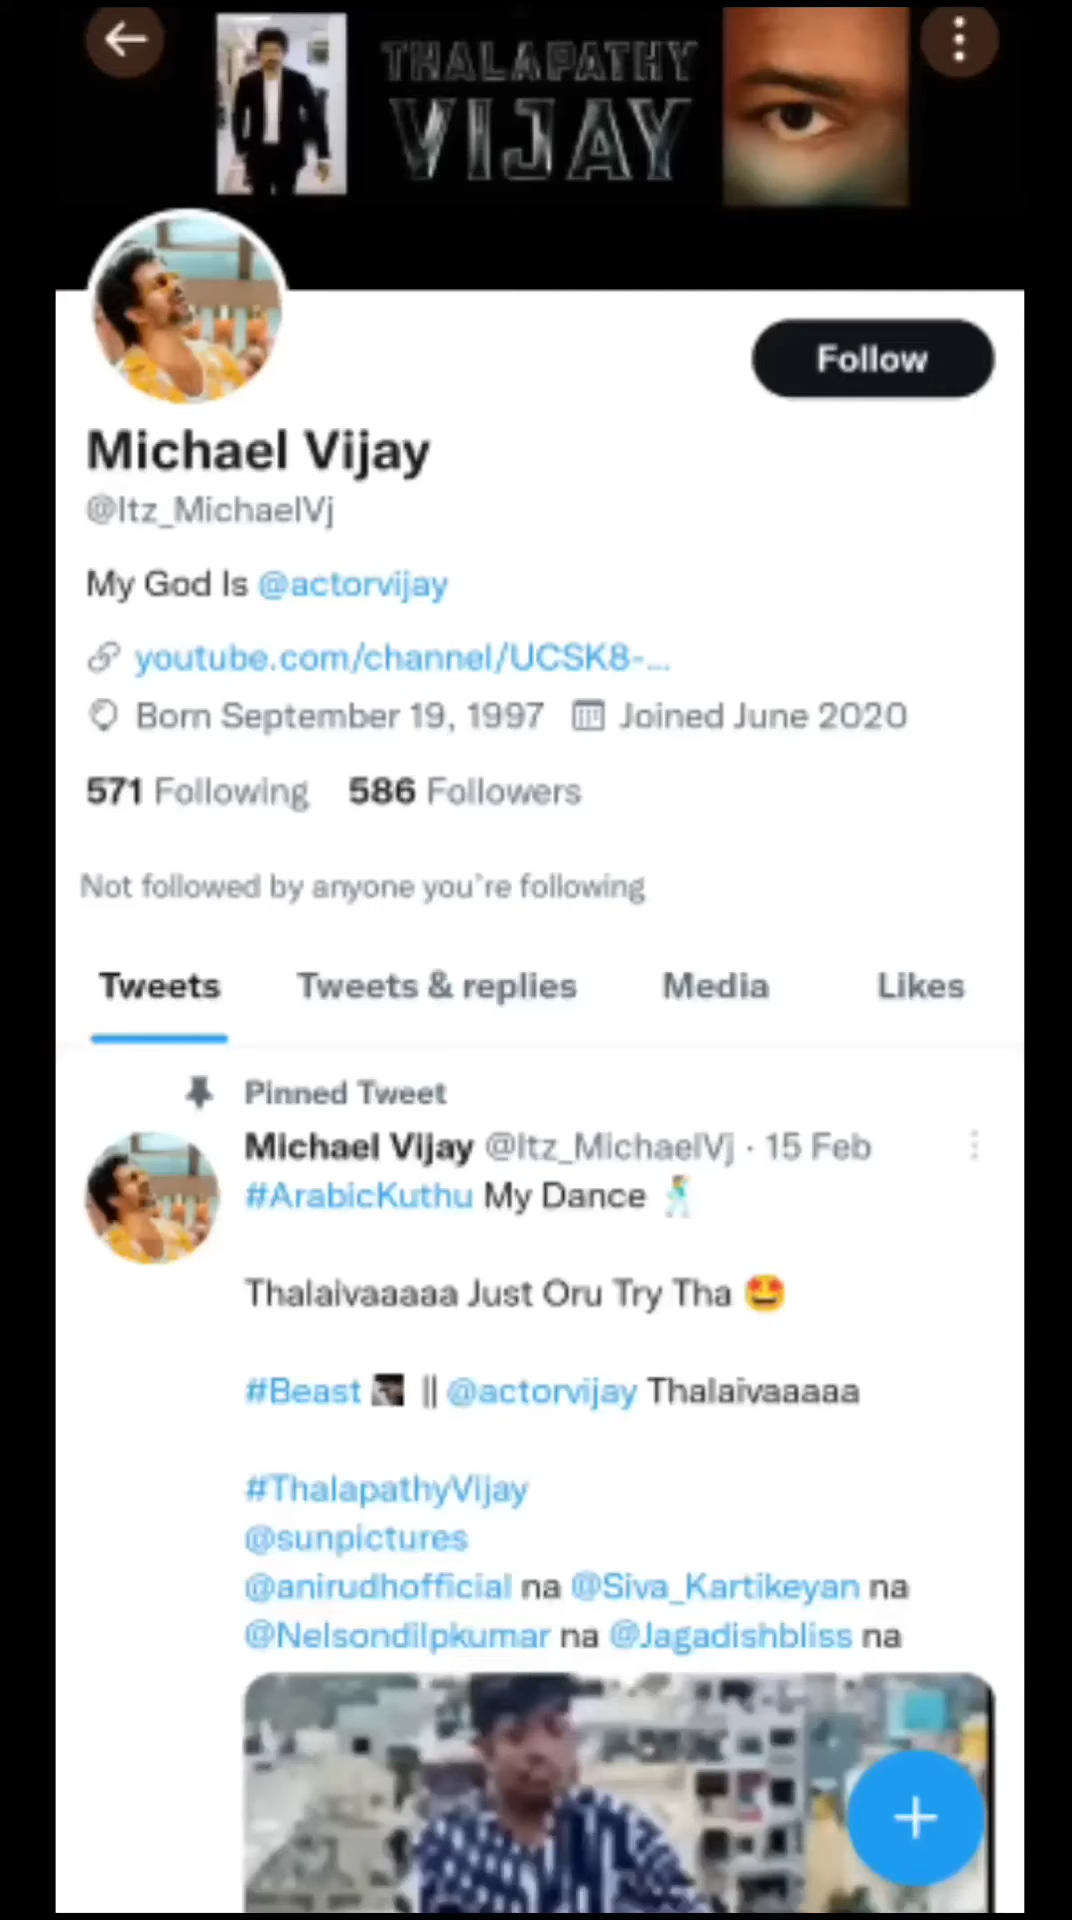 THALAPATHY
VIJAY
Follow
Michael Vijay
@Itz_MichaelVj
My God Is @actorvijay
youtube.com/channel/UCSK8-...
Born September 19, 1997 Joined June 2020
571 Following 586 Followers
Not followed by anyone you're following
Tweets Tweets & replies Media Likes
Pinned Tweet
Michael Vijay @Itz_MichaelVj · 15 Feb
#ArabicKuthu My Dance 🕺
Thalaivaaaaa Just Oru Try Tha 🤩
#Beast || @actorvijay Thalaivaaaaa
#ThalapathyVijay
@sunpictures
@anirudhofficial na @Siva_Kartikeyan na
@Nelsondilpkumar na @Jagadishbliss na